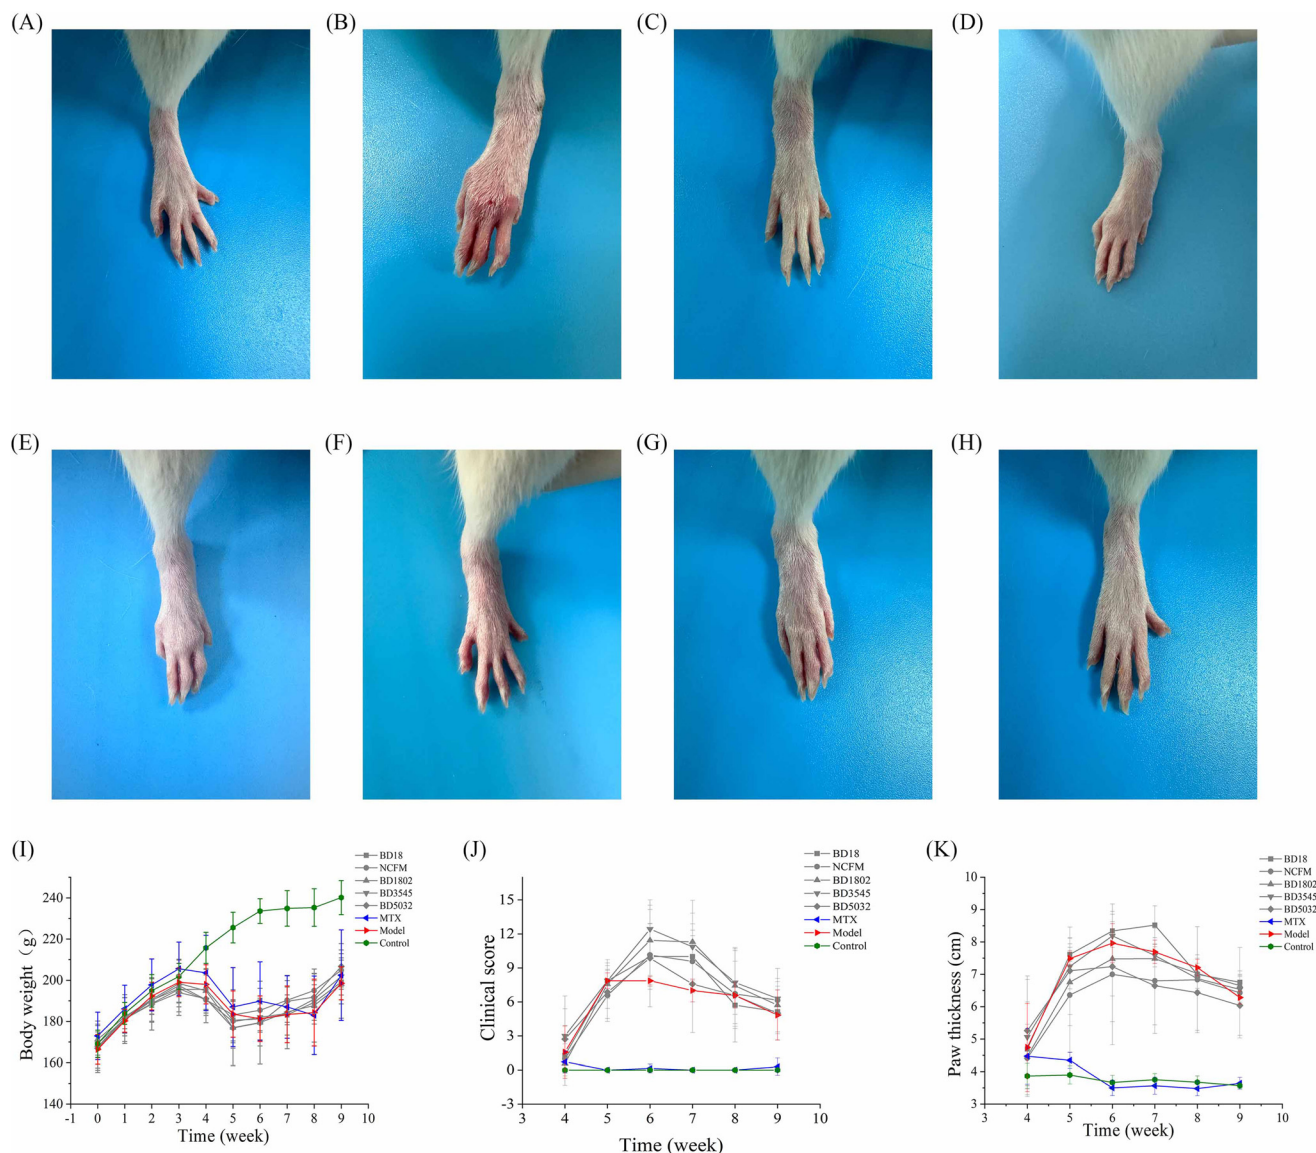 (A)
(B)
(C)
(D)
(E)
(F)
(G)
(H)
(I)
BD18
NCFM
BD1802
BD3545
BD5032
MTX
Model
Control
Body weight (g)
240
220
200
180
160
140
-1 0 1 2 3 4 5 6 7 8 9 10
Time (week)
(J)
BD18
NCFM
BD1802
BD3545
BD5032
MTX
Model
Control
Clinical score
15
12
9
6
3
0
-3
3 4 5 6 7 8 9 10
Time (week)
(K)
BD18
NCFM
BD1802
BD3545
BD5032
MTX
Model
Control
Paw thickness (cm)
10
9
8
7
6
5
4
3
3 4 5 6 7 8 9 10
Time (week)